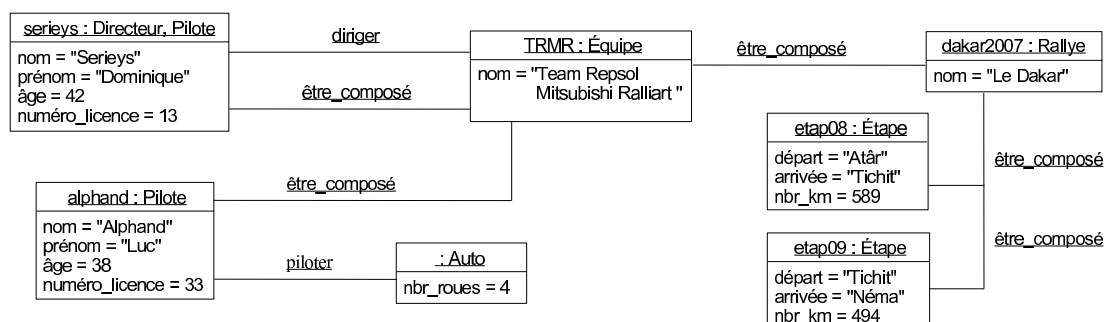 serieys : Directeur, Pilote
nom = "Serieys"
prénom = "Dominique"
âge = 42
numéro_licence = 13
diriger
être_composé
TRMR : Équipe
nom = "Team Repsol
Mitsubishi Ralliart "
être_composé
dakar2007 : Rallye
nom = "Le Dakar"
etap08 : Étape
départ = "Atâr"
arrivée = "Tichit"
nbr_km = 589
être_composé
alphand : Pilote
nom = "Alphand"
prénom = "Luc"
âge = 38
numéro_licence = 33
être_composé
piloter
: Auto
nbr_roues = 4
etap09 : Étape
départ = "Tichit"
arrivée = "Néma"
nbr_km = 494
être_composé